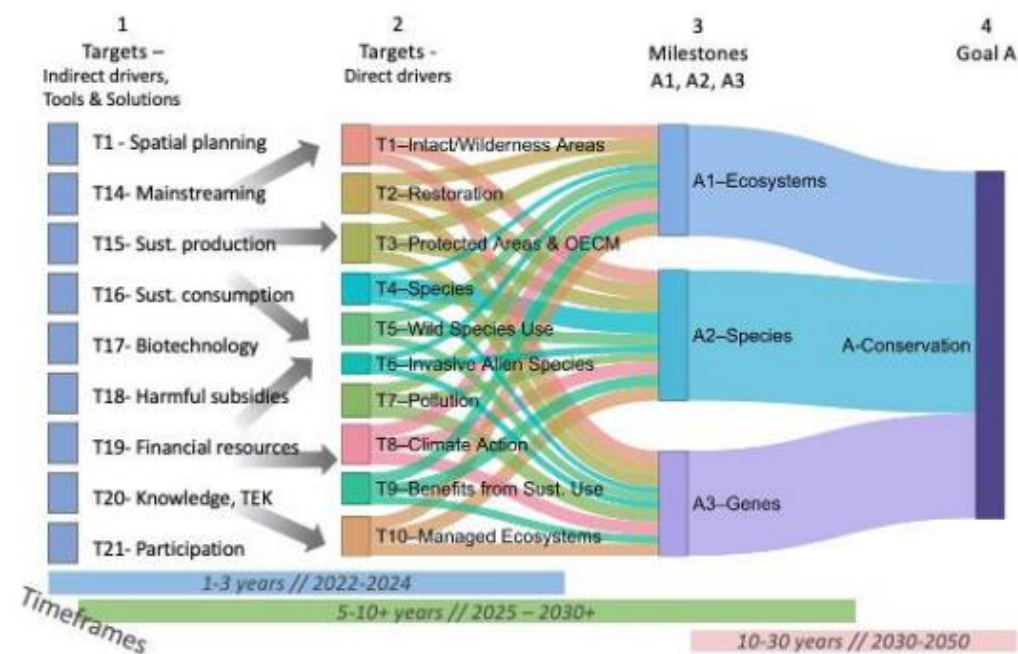 1
Targets –
Indirect drivers,
Tools & Solutions
2
Targets -
Direct drivers
3
Milestones
A1, A2, A3
4
Goal A
T1 - Spatial planning
T14- Mainstreaming
T15- Sust. production
T16- Sust. consumption
T17- Biotechnology
T18- Harmful subsidies
T19- Financial resources
T20- Knowledge, TEK
T21- Participation
T1–Intact/Wilderness Areas
T2–Restoration
T3–Protected Areas & OECM
T4–Species
T5–Wild Species Use
T6–Invasive Alien Species
T7–Pollution
T8–Climate Action
T9–Benefits from Sust. Use
T10–Managed Ecosystems
A1–Ecosystems
A2–Species
A3–Genes
A-Conservation
Timeframes
1-3 years // 2022-2024
5-10+ years // 2025 – 2030+
10-30 years // 2030-2050